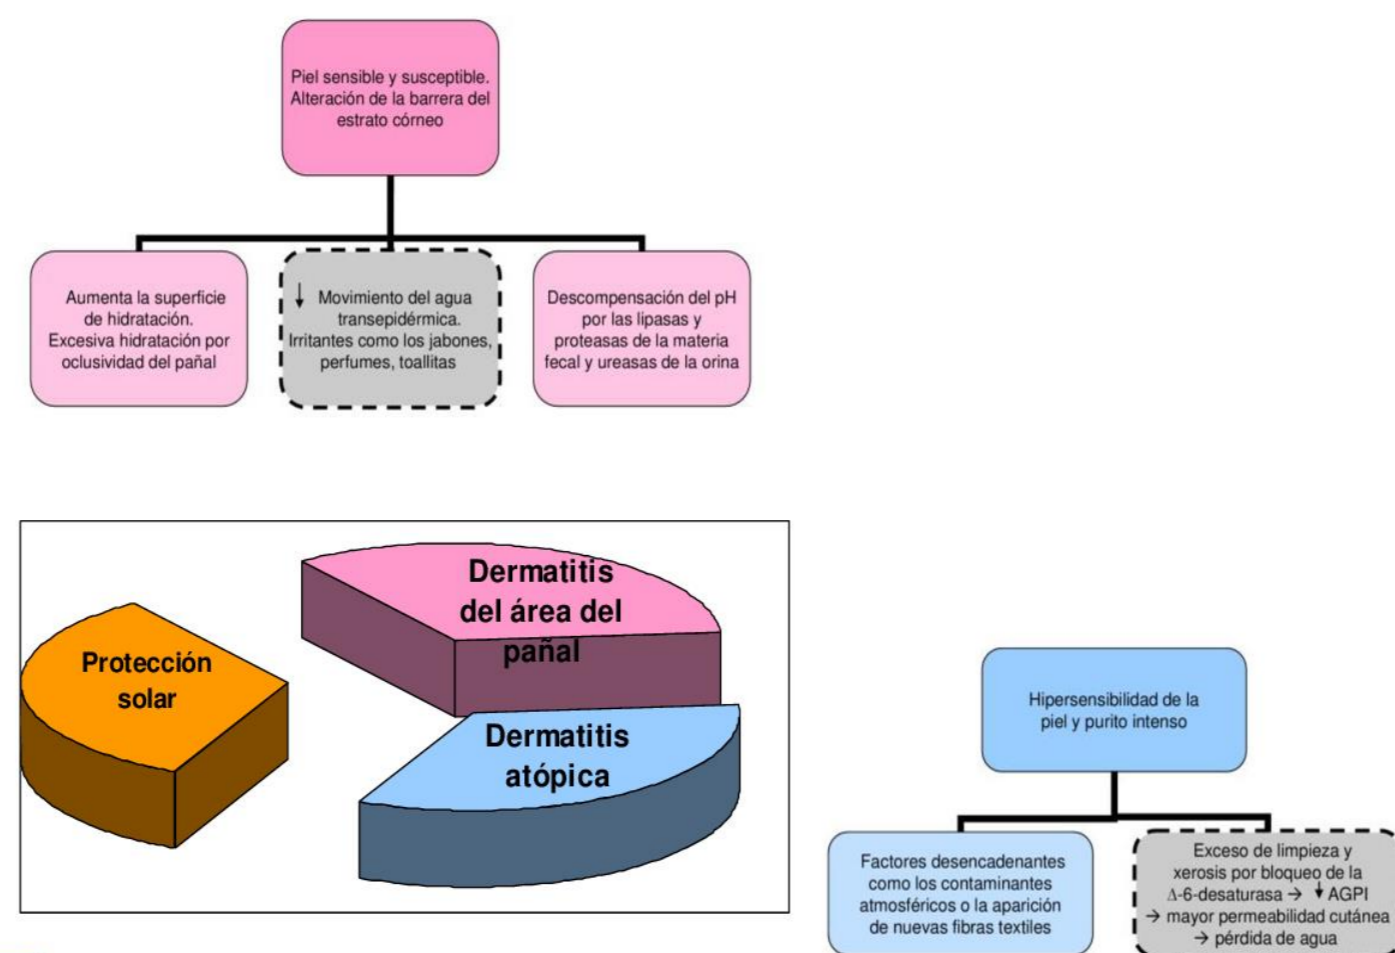 Piel sensible y susceptible.
Alteración de la barrera del
estrato córneo
Aumenta la superficie
de hidratación.
Excesiva hidratación por
oclusividad del pañal
↓ Movimiento del agua
transepidérmica.
Irritantes como los jabones,
perfumes, toallitas
Descompensación del pH
por las lipasas y
proteasas de la materia
fecal y ureasas de la orina
Dermatitis
del área del
pañal
Protección
solar
Dermatitis
atópica
Hipersensibilidad de la
piel y purito intenso
Factores desencadenantes
como los contaminantes
atmosféricos o la aparición
de nuevas fibras textiles
Exceso de limpieza y
xerosis por bloqueo de la
Δ-6-desaturasa → ↓ AGPI
→ mayor permeabilidad cutánea
→ pérdida de agua